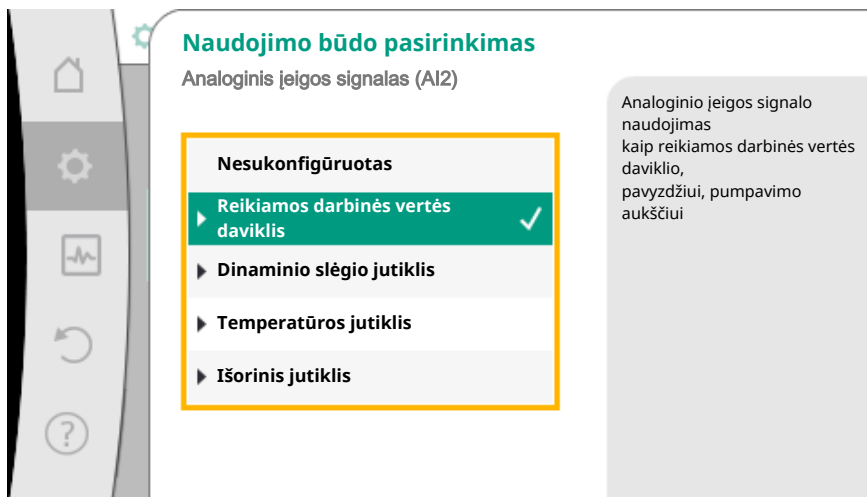 Naudojimo būdo pasirinkimas
Analoginis įeigos signalas (AI2)
Nesukonfigūruotas
Reikiamos darbinės vertės
daviklis
Dinaminio slėgio jutiklis
Temperatūros jutiklis
Išorinis jutiklis
Analoginio įeigos signalo
naudojimas
kaip reikiamos darbinės vertės
daviklio,
pavyzdžiui, pumpavimo
aukščiui